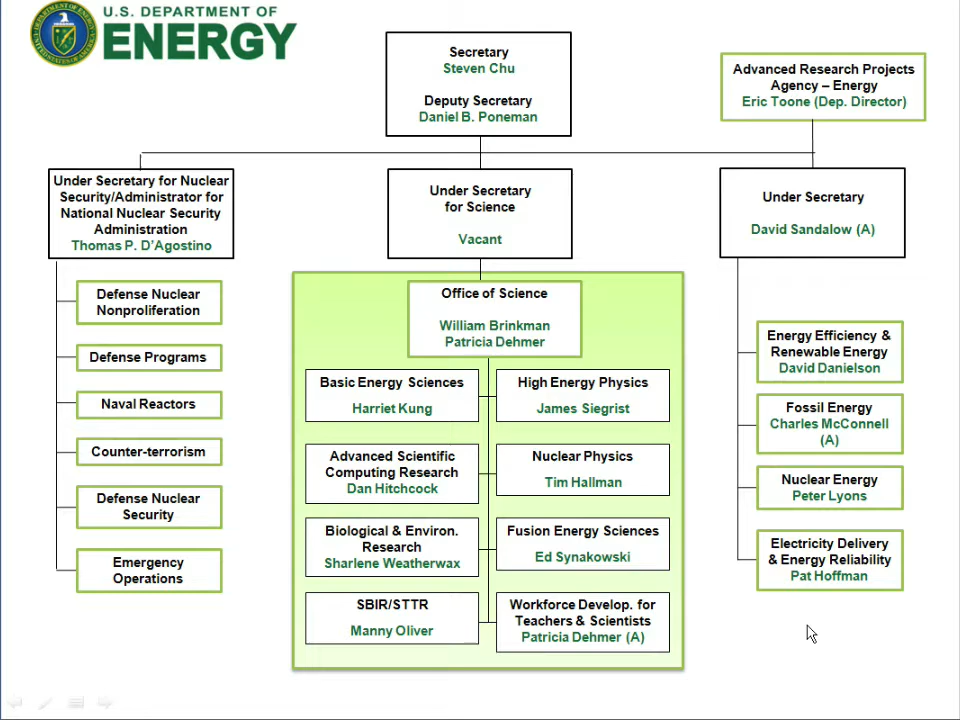 U.S. DEPARTMENT OF
ENERGY
Secretary
Steven Chu
Deputy Secretary
Daniel B. Poneman
Advanced Research Projects
Agency – Energy
Eric Toone (Dep. Director)
Under Secretary for Nuclear
Security/Administrator for
National Nuclear Security
Administration
Thomas P. D'Agostino
Under Secretary
for Science
Vacant
Under Secretary
David Sandalow (A)
Defense Nuclear
Nonproliferation
Defense Programs
Naval Reactors
Counter-terrorism
Defense Nuclear
Security
Emergency
Operations
Office of Science
William Brinkman
Patricia Dehmer
Basic Energy Sciences
Harriet Kung
High Energy Physics
James Siegrist
Advanced Scientific
Computing Research
Dan Hitchcock
Nuclear Physics
Tim Hallman
Biological & Environ.
Research
Sharlene Weatherwax
Fusion Energy Sciences
Ed Synakowski
SBIR/STTR
Manny Oliver
Workforce Develop. for
Teachers & Scientists
Patricia Dehmer (A)
Energy Efficiency &
Renewable Energy
David Danielson
Fossil Energy
Charles McConnell
(A)
Nuclear Energy
Peter Lyons
Electricity Delivery
& Energy Reliability
Pat Hoffman